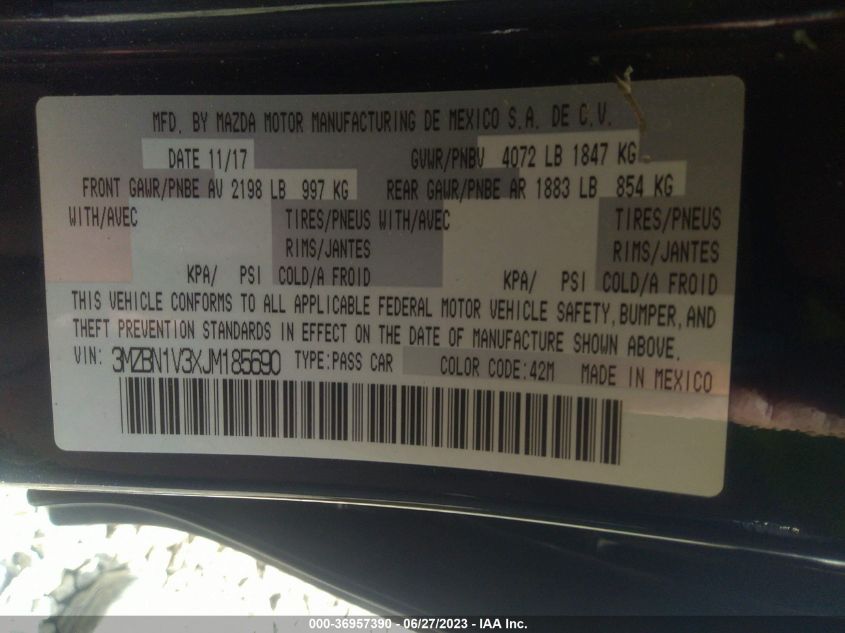 MFD. BY MAZDA MOTOR MANUFACTURING DE MEXICO S.A. DE C.V.
DATE 11/17 GVWR/PNBV 4072 LB 1847 KG
FRONT GAWR/PNBE AV 2198 LB 997 KG REAR GAWR/PNBE AR 1883 LB 854 KG
WITH/AVEC TIRES/PNEUS WITH/AVEC TIRES/PNEUS
RIMS/JANTES RIMS/JANTES
KPA/ PSI COLD/A FROID KPA/ PSI COLD/A FROID
THIS VEHICLE CONFORMS TO ALL APPLICABLE FEDERAL MOTOR VEHICLE SAFETY, BUMPER, AND
THEFT PREVENTION STANDARDS IN EFFECT ON THE DATE OF MANUFACTURE SHOWN ABOVE.
VIN: 3MZBN1V3XJM185690 TYPE:PASS CAR COLOR CODE:42M MADE IN MEXICO
000-36957390 - 06/27/2023 - IAA Inc.